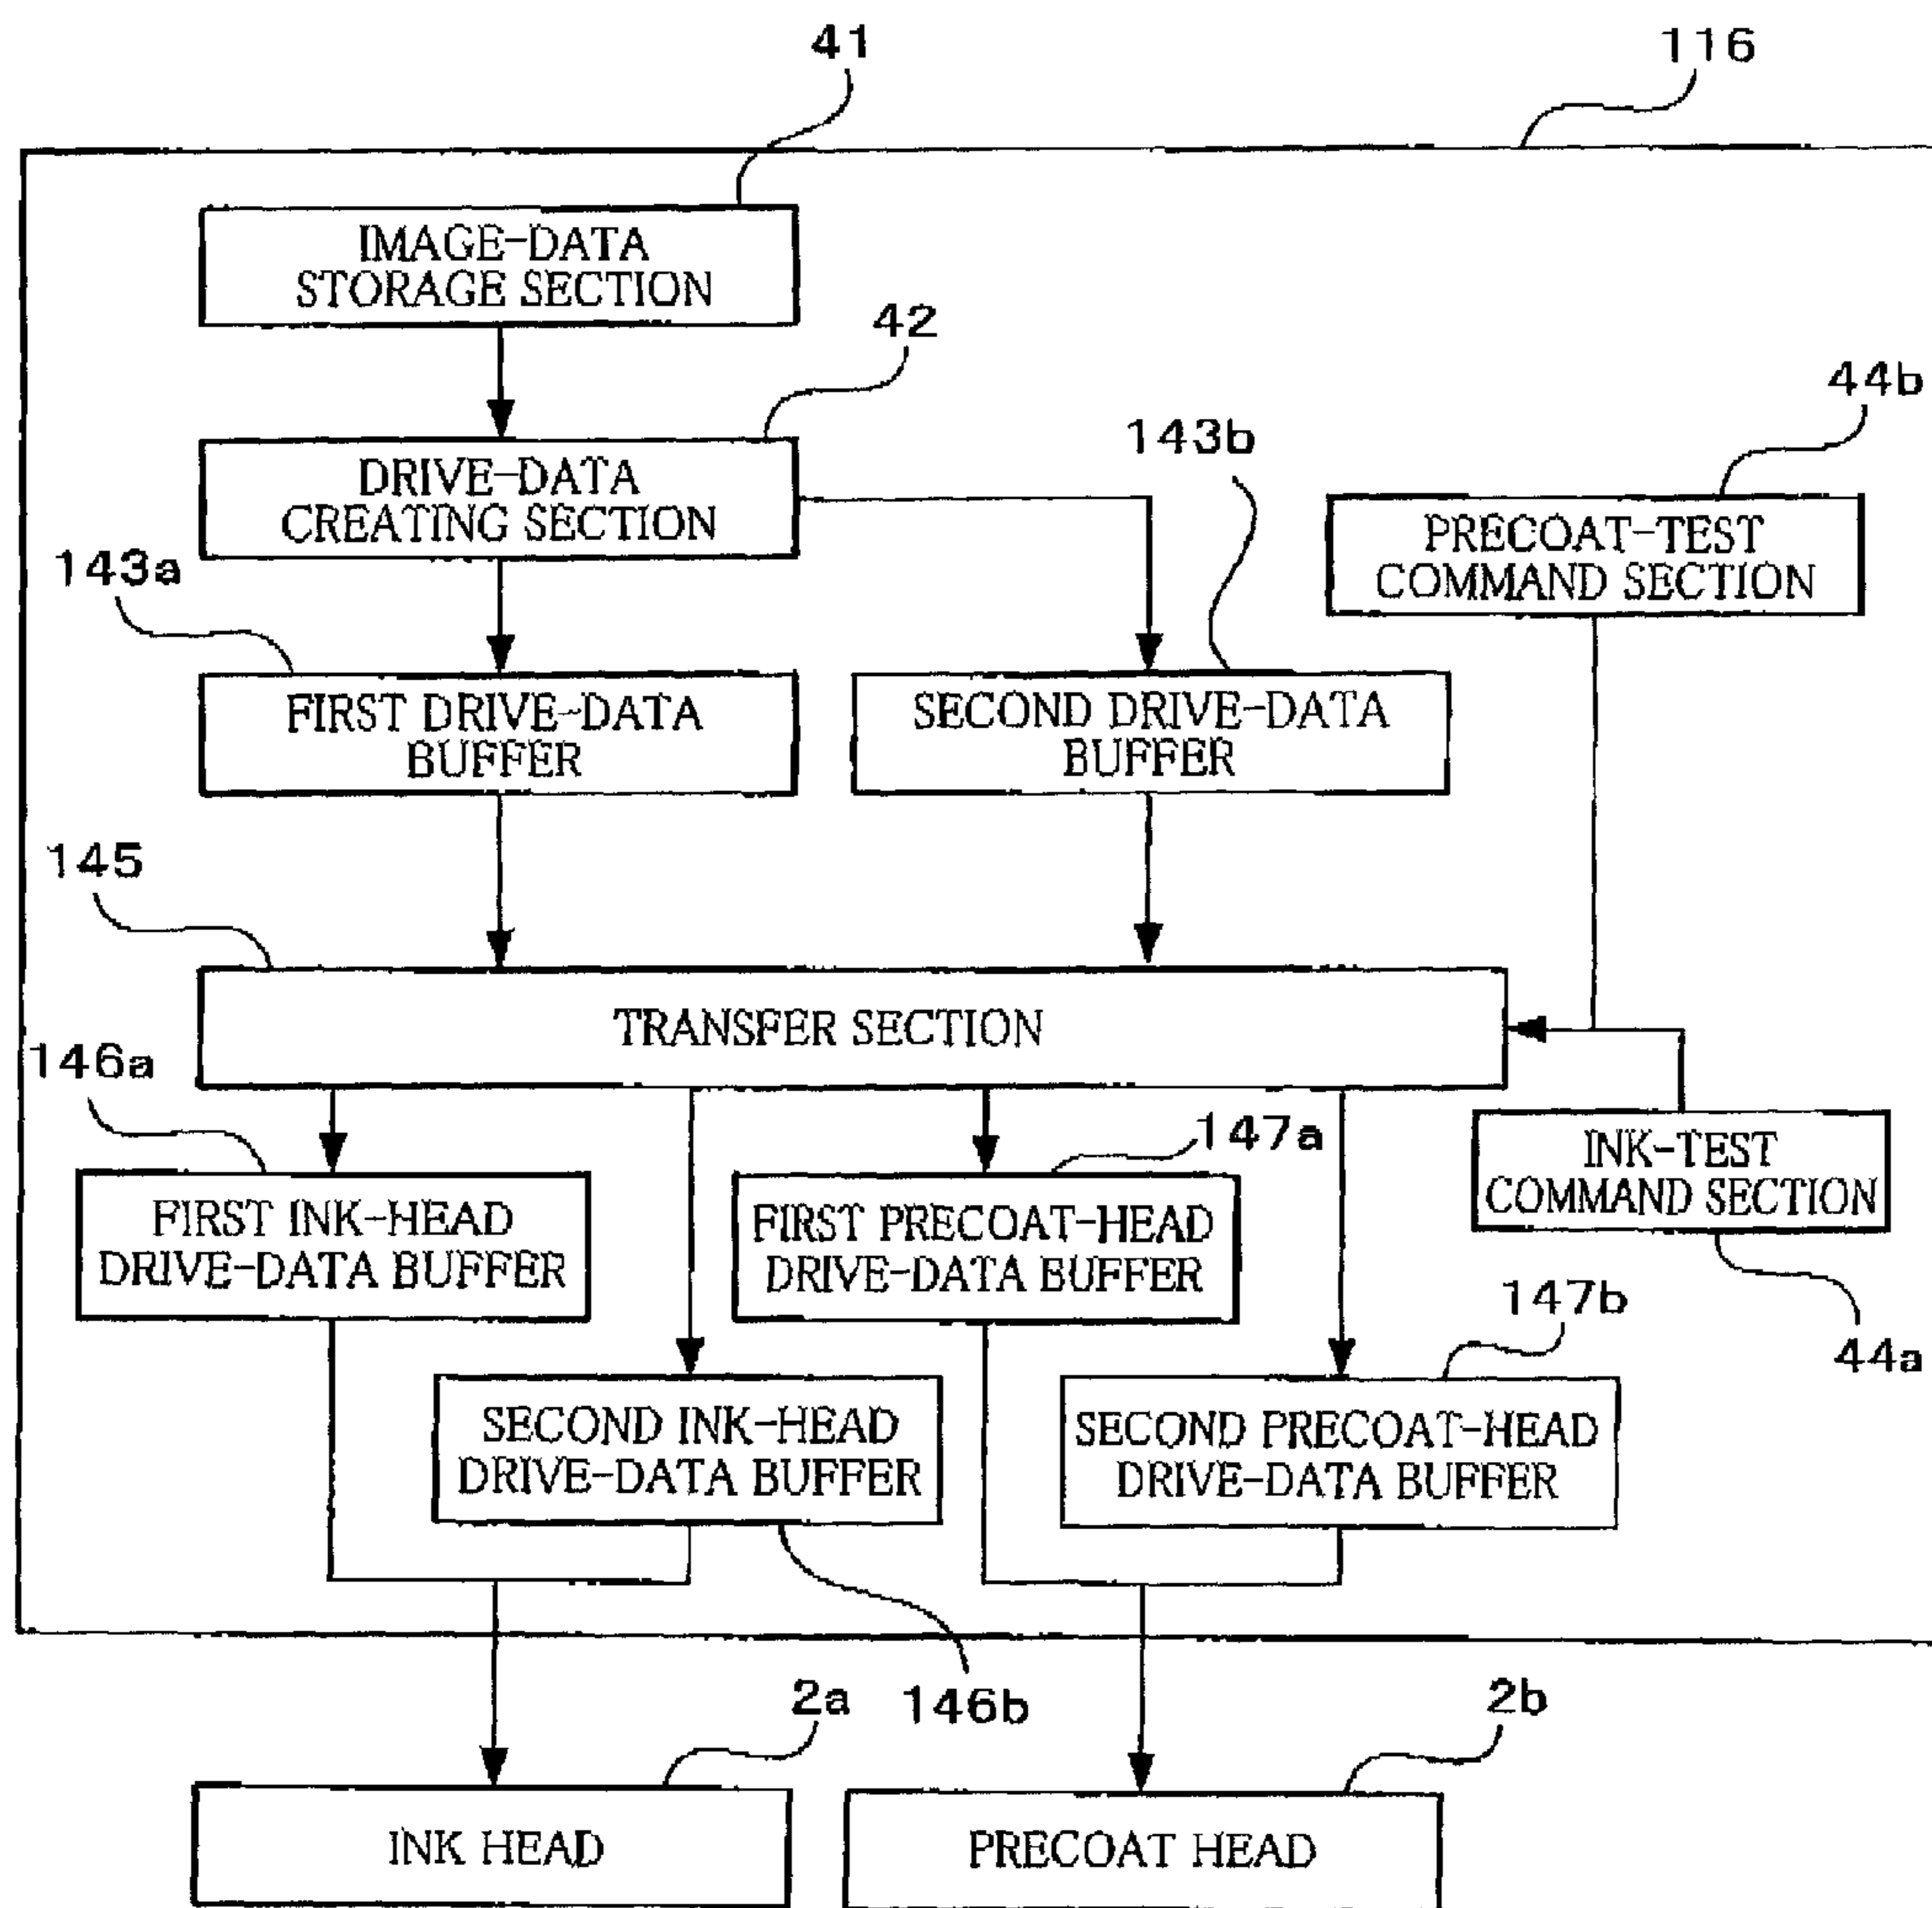 41
116
IMAGE-DATA
STORAGE SECTION
42
44b
143b
DRIVE-DATA
CREATING SECTION
PRECOAT-TEST
COMMAND SECTION
143a
FIRST DRIVE-DATA
BUFFER
SECOND DRIVE-DATA
BUFFER
145
TRANSFER SECTION
146a
147a
INK-TEST
COMMAND SECTION
FIRST INK-HEAD
DRIVE-DATA BUFFER
FIRST PRECOAT-HEAD
DRIVE-DATA BUFFER
147b
44a
SECOND INK-HEAD
DRIVE-DATA BUFFER
SECOND PRECOAT-HEAD
DRIVE-DATA BUFFER
2a
146b
2b
INK HEAD
PRECOAT HEAD